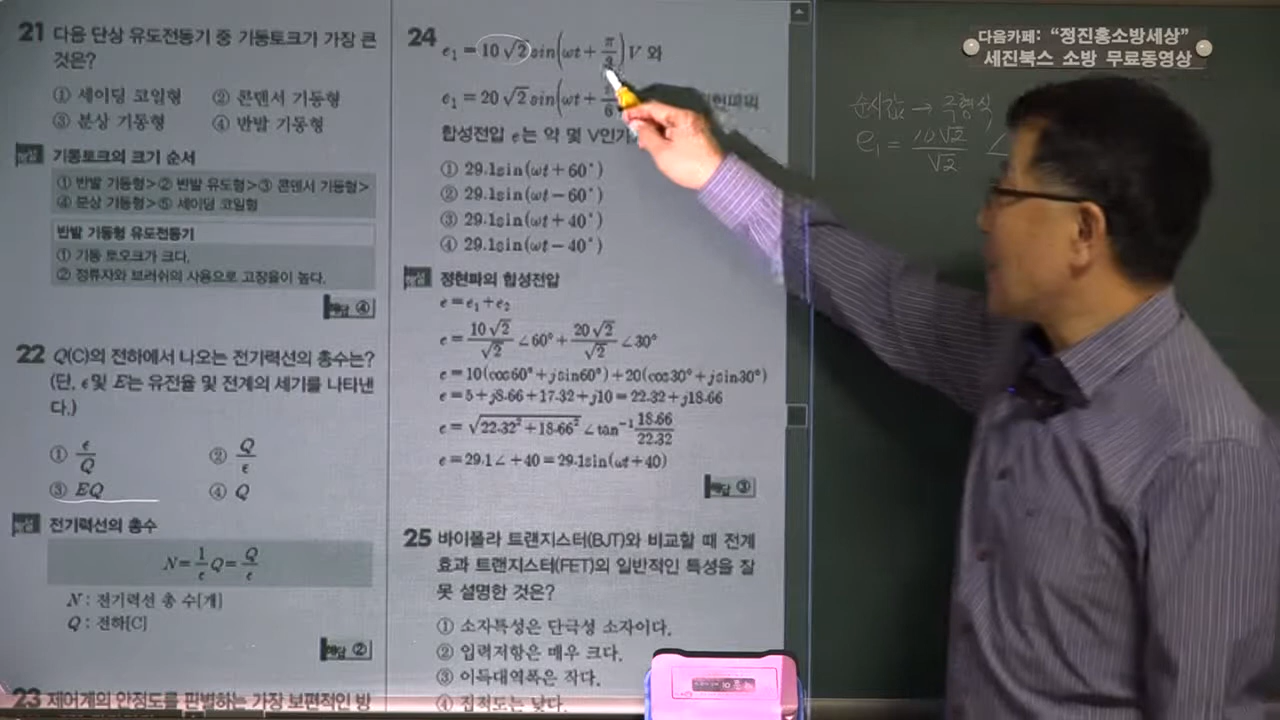 21 다음 단상 유도전동기 중 기동토크가 가장 큰
것은?
① 세이딩 코일형 ② 콘덴서 기동형
③ 분상 기동형 ④ 반발 기동형
해설 기동토크의 크기 순서
① 반발 기동형>② 반발 유도형>③ 콘덴서 기동형>
④ 분상 기동형>⑤ 세이딩 코일형
반발 기동형 유도전동기
① 기동 토오크가 크다.
② 정류자와 브러쉬의 사용으로 고장율이 높다.
해답 ④
22 Q(C)의 전하에서 나오는 전기력선의 총수는?
(단, ε및 E는 유전율 및 전계의 세기를 나타낸
다.)
① ε/Q ② Q/ε
③ EQ ④ Q
해설 전기력선의 총수
N=1/ε Q=Q/ε
N : 전기력선 총 수[개]
Q : 전하[C]
해답 ②
23 제어계의 안정도를 판별하는 가장 보편적인 방
24 e₁ = 10√2 sin(ωt + π/3) V 와
e₁ = 20√2 sin(ωt + 6
합성전압 e는 약 몇 V인가
① 29.1sin(ωt + 60°)
② 29.1sin(ωt − 60°)
③ 29.1sin(ωt + 40°)
④ 29.1sin(ωt − 40°)
해설 정현파의 합성전압
e = e₁ + e₂
e = 10√2/√2 ∠60° + 20√2/√2 ∠30°
e = 10(cos60° + jsin60°) + 20(cos30° + jsin30°)
e = 5 + j8.66 + 17.32 + j10 = 22.32 + j18.66
e = √(22.32² + 18.66²) ∠tan⁻¹ 18.66/22.32
e = 29.1∠ + 40 = 29.1sin(ωt + 40)
해답 ③
25 바이폴라 트랜지스터(BJT)와 비교할 때 전계
효과 트랜지스터(FET)의 일반적인 특성을 잘
못 설명한 것은?
① 소자특성은 단극성 소자이다.
② 입력저항은 매우 크다.
③ 이득대역폭은 작다.
④ 집적도는 낮다.
다음카페: “정진홍소방세상”
세진북스 소방 무료동영상
순시값 → 극형식
e₁ = 10√2/√2 ∠